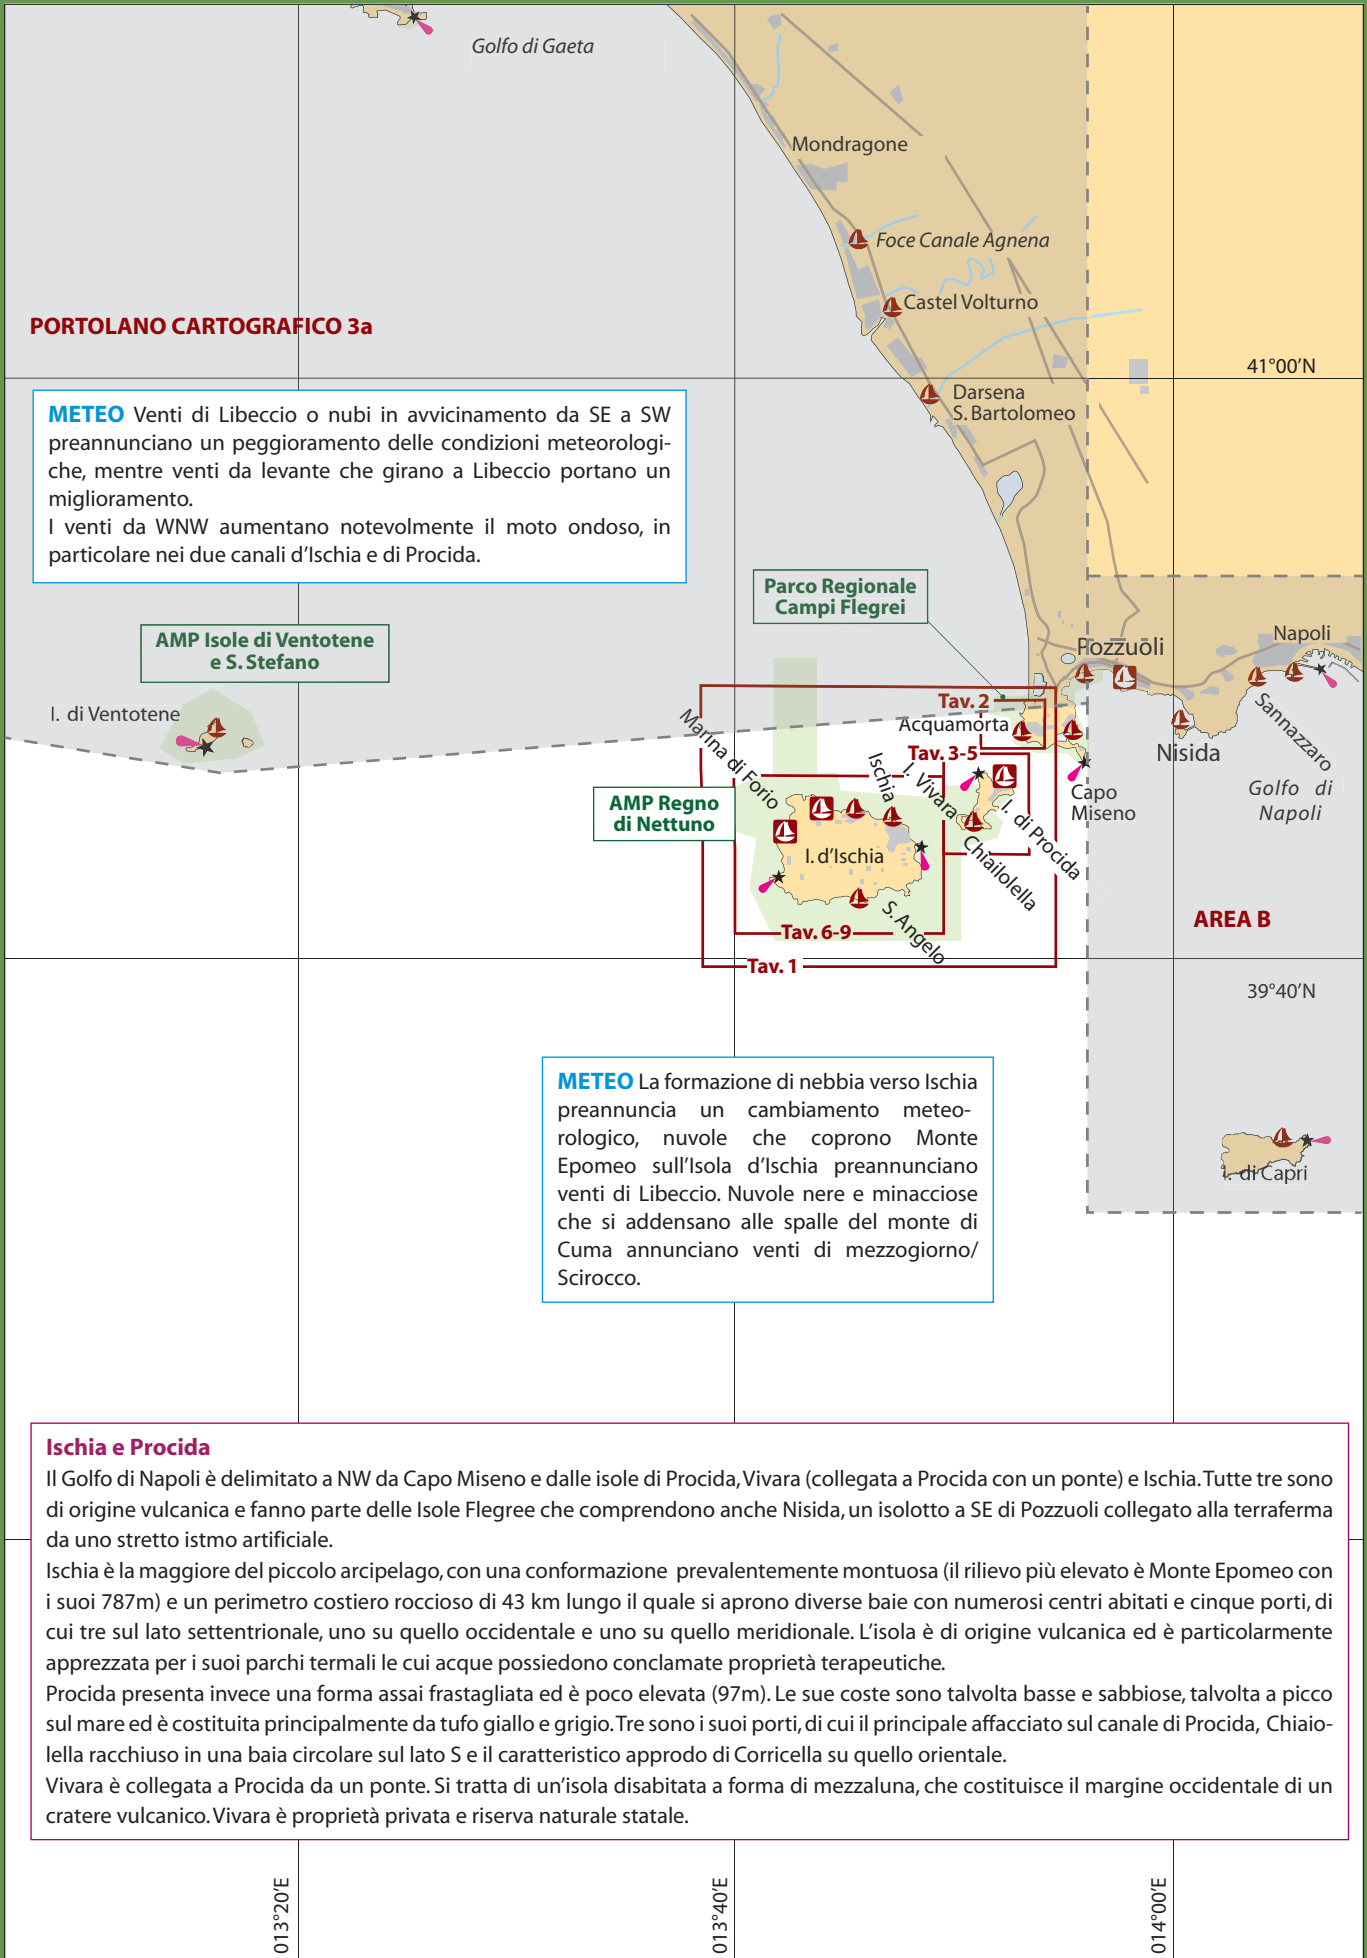 Golfo di Gaeta
Mondragone
Foce Canale Agnena
Castel Volturno
PORTOLANO CARTOGRAFICO 3a
41°00'N
Darsena
S. Bartolomeo
METEO Venti di Libeccio o nubi in avvicinamento da SE a SW
preannunciano un peggioramento delle condizioni meteorologi-
che, mentre venti da levante che girano a Libeccio portano un
miglioramento.
I venti da WNW aumentano notevolmente il moto ondoso, in
particolare nei due canali d'Ischia e di Procida.
Parco Regionale
Campi Flegrei
AMP Isole di Ventotene
e S. Stefano
I. di Ventotene
Pozzuoli
Napoli
Sannazzaro
Nisida
Golfo di
Napoli
Tav. 2
Acquamorta
Tav. 3-5
Marina di Forio
Ischia
I. Vivara
I. di Procida
Chiailolella
Capo
Miseno
AMP Regno
di Nettuno
I. d'Ischia
S. Angelo
Tav. 6-9
Tav. 1
AREA B
39°40'N
METEO La formazione di nebbia verso Ischia
preannuncia un cambiamento meteo-
rologico, nuvole che coprono Monte
Epomeo sull'Isola d'Ischia preannunciano
venti di Libeccio. Nuvole nere e minacciose
che si addensano alle spalle del monte di
Cuma annunciano venti di mezzogiorno/
Scirocco.
i. di Capri
Ischia e Procida
Il Golfo di Napoli è delimitato a NW da Capo Miseno e dalle isole di Procida, Vivara (collegata a Procida con un ponte) e Ischia. Tutte tre sono
di origine vulcanica e fanno parte delle Isole Flegree che comprendono anche Nisida, un isolotto a SE di Pozzuoli collegato alla terraferma
da uno stretto istmo artificiale.
Ischia è la maggiore del piccolo arcipelago, con una conformazione prevalentemente montuosa (il rilievo più elevato è Monte Epomeo con
i suoi 787m) e un perimetro costiero roccioso di 43 km lungo il quale si aprono diverse baie con numerosi centri abitati e cinque porti, di
cui tre sul lato settentrionale, uno su quello occidentale e uno su quello meridionale. L'isola è di origine vulcanica ed è particolarmente
apprezzata per i suoi parchi termali le cui acque possiedono conclamate proprietà terapeutiche.
Procida presenta invece una forma assai frastagliata ed è poco elevata (97m). Le sue coste sono talvolta basse e sabbiose, talvolta a picco
sul mare ed è costituita principalmente da tufo giallo e grigio. Tre sono i suoi porti, di cui il principale affacciato sul canale di Procida, Chiaio-
lella racchiuso in una baia circolare sul lato S e il caratteristico approdo di Corricella su quello orientale.
Vivara è collegata a Procida da un ponte. Si tratta di un'isola disabitata a forma di mezzaluna, che costituisce il margine occidentale di un
cratere vulcanico. Vivara è proprietà privata e riserva naturale statale.
013°20'E
013°40'E
014°00'E